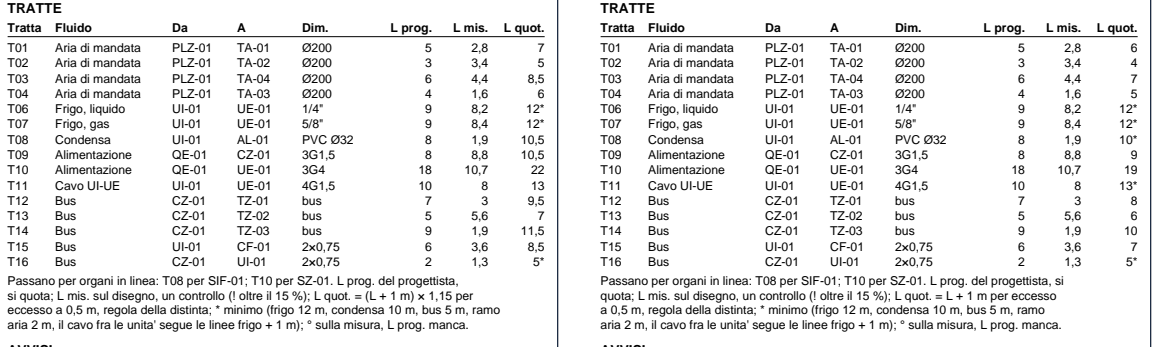 TRATTE
Tratta Fluido Da A Dim. L prog. L mis. L quot.
T01 Aria di mandata PLZ-01 TA-01 Ø200 5 2,8 7
T02 Aria di mandata PLZ-01 TA-02 Ø200 3 3,4 5
T03 Aria di mandata PLZ-01 TA-04 Ø200 6 4,4 8,5
T04 Aria di mandata PLZ-01 TA-03 Ø200 4 1,6 6
T06 Frigo, liquido UI-01 UE-01 1/4" 9 8,2 12*
T07 Frigo, gas UI-01 UE-01 5/8" 9 8,4 12*
T08 Condensa UI-01 AL-01 PVC Ø32 8 1,9 10,5
T09 Alimentazione QE-01 CZ-01 3G1,5 8 8,8 10,5
T10 Alimentazione QE-01 UE-01 3G4 18 10,7 22
T11 Cavo UI-UE UI-01 UE-01 4G1,5 10 8 13
T12 Bus CZ-01 TZ-01 bus 7 3 9,5
T13 Bus CZ-01 TZ-02 bus 5 5,6 7
T14 Bus CZ-01 TZ-03 bus 9 1,9 11,5
T15 Bus UI-01 CF-01 2×0,75 6 3,6 8,5
T16 Bus CZ-01 UI-01 2×0,75 2 1,3 5*
Passano per organi in linea: T08 per SIF-01; T10 per SZ-01. L prog. del progettista,
si quota; L mis. sul disegno, un controllo (! oltre il 15 %); L quot. = (L + 1 m) × 1,15 per
eccesso a 0,5 m, regola della distinta; * minimo (frigo 12 m, condensa 10 m, bus 5 m, ramo
aria 2 m, il cavo fra le unita' segue le linee frigo + 1 m); ° sulla misura, L prog. manca.
TRATTE
Tratta Fluido Da A Dim. L prog. L mis. L quot.
T01 Aria di mandata PLZ-01 TA-01 Ø200 5 2,8 6
T02 Aria di mandata PLZ-01 TA-02 Ø200 3 3,4 4
T03 Aria di mandata PLZ-01 TA-04 Ø200 6 4,4 7
T04 Aria di mandata PLZ-01 TA-03 Ø200 4 1,6 5
T06 Frigo, liquido UI-01 UE-01 1/4" 9 8,2 12*
T07 Frigo, gas UI-01 UE-01 5/8" 9 8,4 12*
T08 Condensa UI-01 AL-01 PVC Ø32 8 1,9 10*
T09 Alimentazione QE-01 CZ-01 3G1,5 8 8,8 9
T10 Alimentazione QE-01 UE-01 3G4 18 10,7 19
T11 Cavo UI-UE UI-01 UE-01 4G1,5 10 8 13*
T12 Bus CZ-01 TZ-01 bus 7 3 8
T13 Bus CZ-01 TZ-02 bus 5 5,6 6
T14 Bus CZ-01 TZ-03 bus 9 1,9 10
T15 Bus UI-01 CF-01 2×0,75 6 3,6 7
T16 Bus CZ-01 UI-01 2×0,75 2 1,3 5*
Passano per organi in linea: T08 per SIF-01; T10 per SZ-01. L prog. del progettista, si
quota; L mis. sul disegno, un controllo (! oltre il 15 %); L quot. = L + 1 m per eccesso
a 0,5 m, regola della distinta; * minimo (frigo 12 m, condensa 10 m, bus 5 m, ramo
aria 2 m, il cavo fra le unita' segue le linee frigo + 1 m); ° sulla misura, L prog. manca.